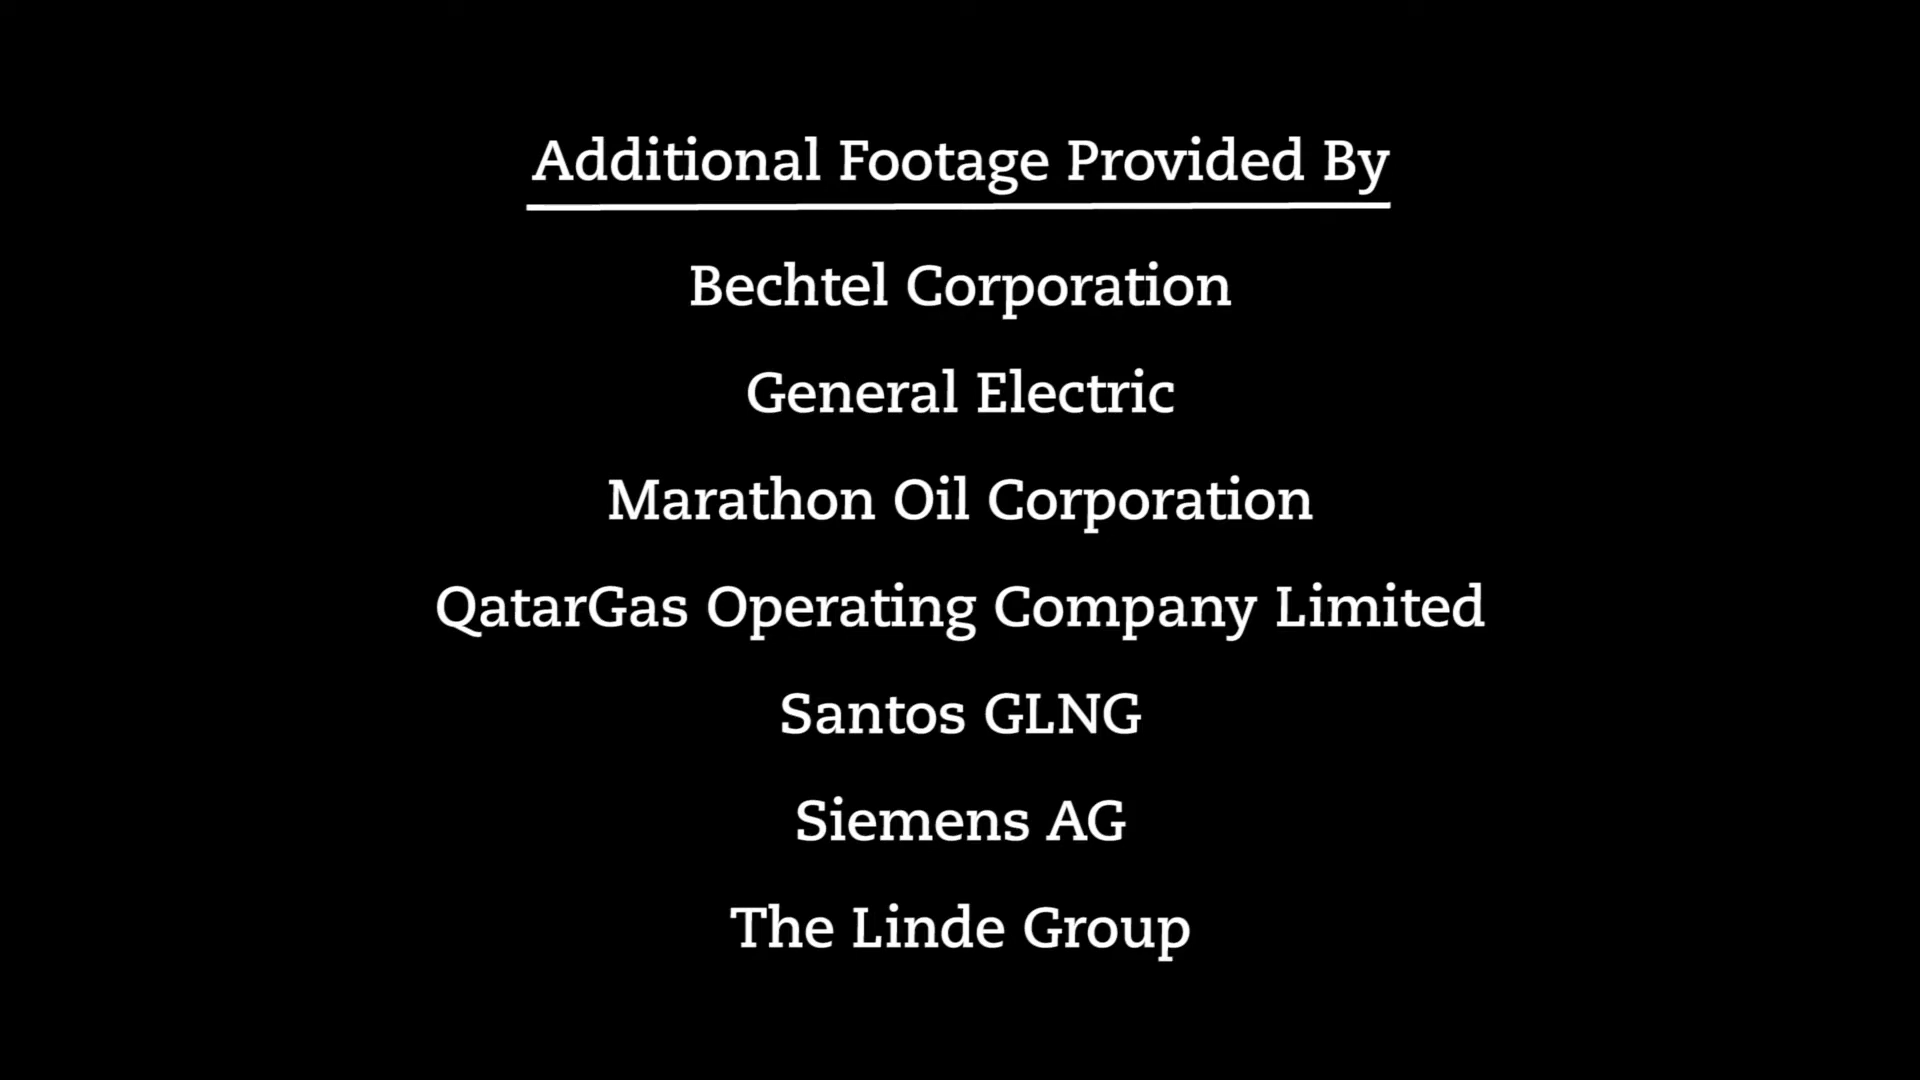 Additional Footage Provided By
Bechtel Corporation
General Electric
Marathon Oil Corporation
QatarGas Operating Company Limited
Santos GLNG
Siemens AG
The Linde Group